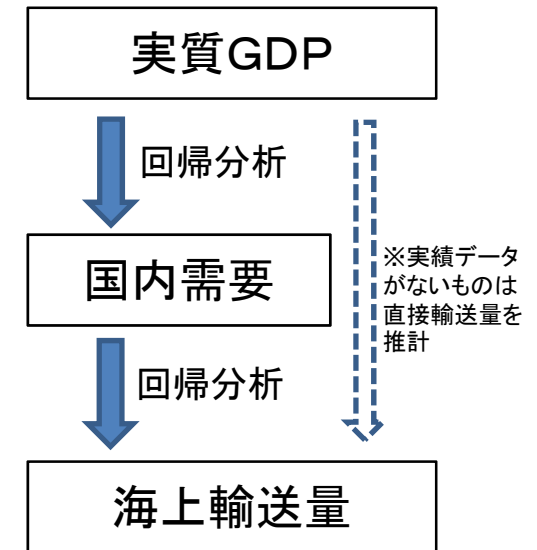 実質GDP
回帰分析
※実績データ
がないものは
直接輸送量を
推計
国内需要
回帰分析
海上輸送量